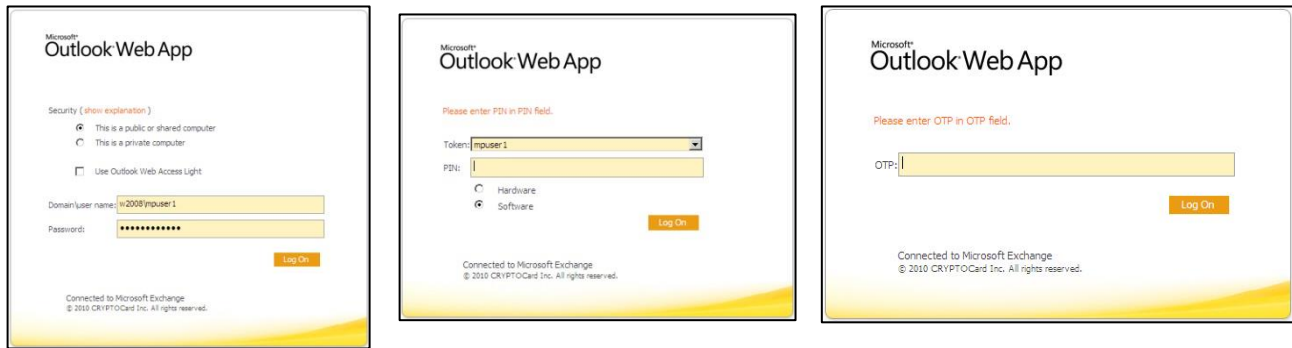 Microsoft®
Outlook Web App
Security ( show explanation )
This is a public or shared computer
This is a private computer
Use Outlook Web Access Light
Domain\user name: w2008\mpuser1
Password: ••••••••••••
Log On
Connected to Microsoft Exchange
© 2010 CRYPTOCard Inc. All rights reserved.
Microsoft®
Outlook Web App
Please enter PIN in PIN field.
Token: mpuser1
PIN:
Hardware
Software
Log On
Connected to Microsoft Exchange
© 2010 CRYPTOCard Inc. All rights reserved.
Microsoft®
Outlook Web App
Please enter OTP in OTP field.
OTP:
Log On
Connected to Microsoft Exchange
© 2010 CRYPTOCard Inc. All rights reserved.